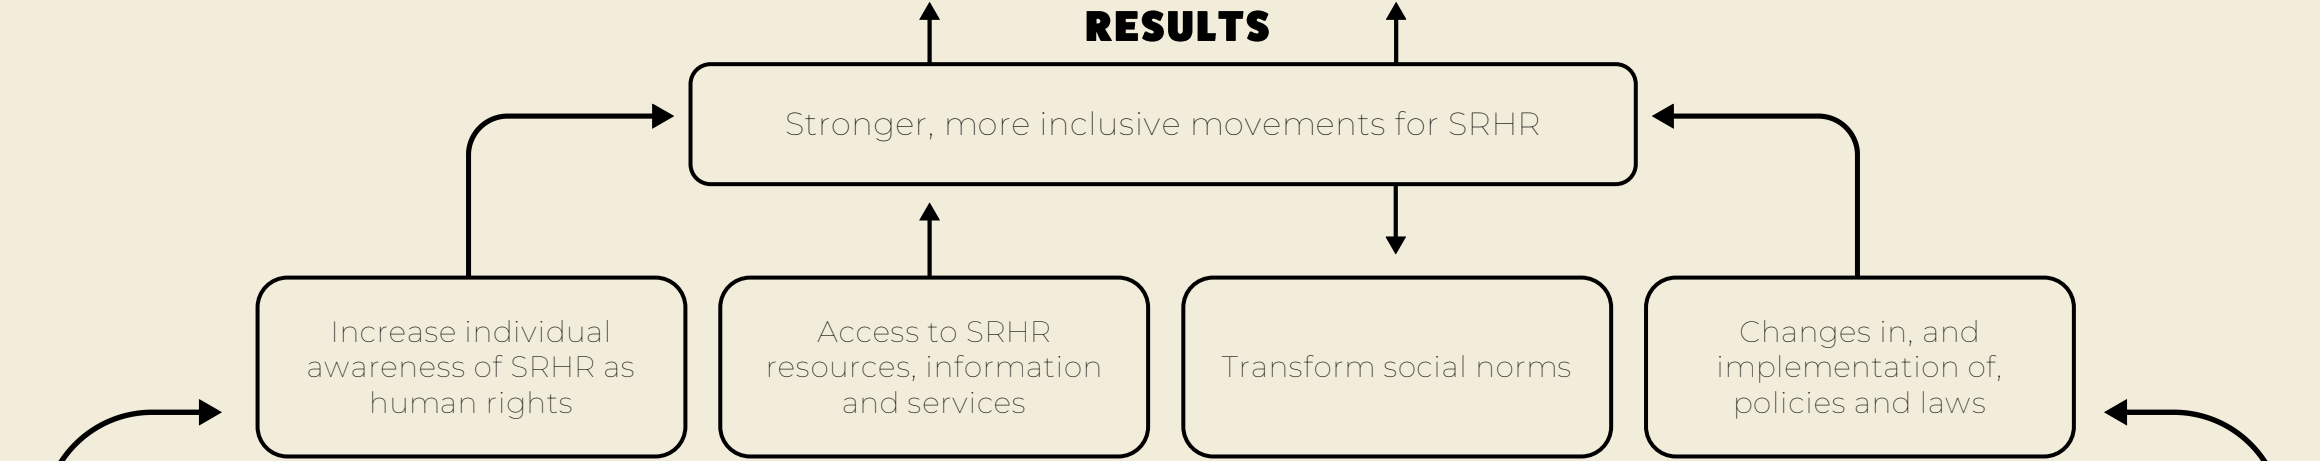 RESULTS
Stronger, more inclusive movements for SRHR
Increase individual
awareness of SRHR as
human rights
Access to SRHR
resources, information
and services
Transform social norms
Changes in, and
implementation of,
policies and laws